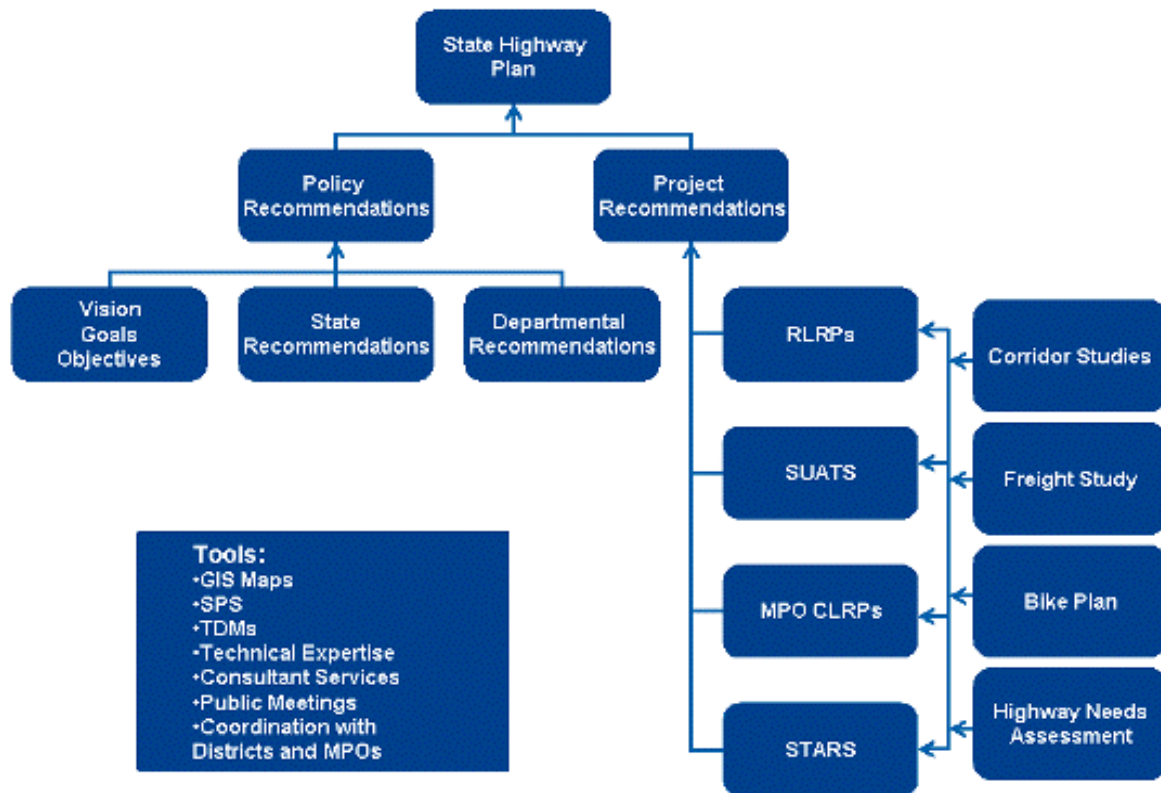 State Highway
Plan
Policy
Recommendations
Project
Recommendations
Vision
Goals
Objectives
State
Recommendations
Departmental
Recommendations
RLRPs
Corridor Studies
SUATS
Freight Study
MPO CLRPs
Bike Plan
STARS
Highway Needs
Assessment
Tools:
•GIS Maps
•SPS
•TDMs
•Technical Expertise
•Consultant Services
•Public Meetings
•Coordination with
Districts and MPOs